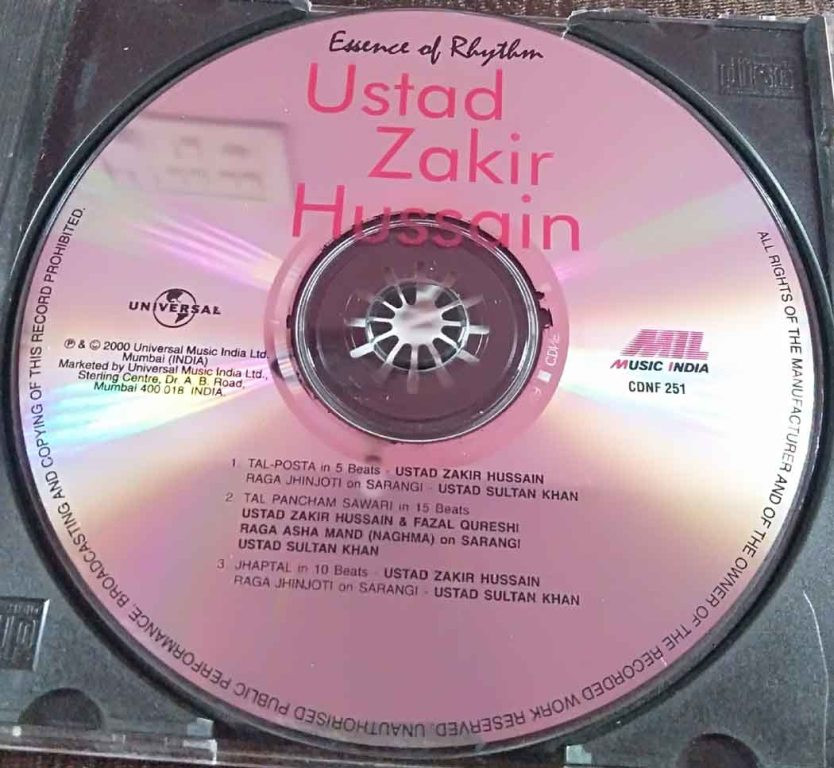 Essence of Rhythm
Ustad
Zakir
Hussain
UNIVERSAL
℗ & © 2000 Universal Music India Ltd.
Mumbai (INDIA)
Marketed by Universal Music India Ltd.,
Sterling Centre, Dr. A. B. Road,
Mumbai 400 018 INDIA.
MIL
MUSIC INDIA
CDNF 251
1. TAL-POSTA in 5 Beats - USTAD ZAKIR HUSSAIN
RAGA JHINJOTI on SARANGI - USTAD SULTAN KHAN
2. TAL PANCHAM SAWARI in 15 Beats
USTAD ZAKIR HUSSAIN & FAZAL QURESHI
RAGA ASHA MAND (NAGHMA) on SARANGI
USTAD SULTAN KHAN
3 JHAPTAL in 10 Beats - USTAD ZAKIR HUSSAIN
RAGA JHINJOTI on SARANGI - USTAD SULTAN KHAN
ALL RIGHTS OF THE MANUFACTURER AND OF THE OWNER OF THE RECORDED WORK RESERVED. UNAUTHORISED PUBLIC PERFORMANCE, BROADCASTING AND COPYING OF THIS RECORD PROHIBITED.